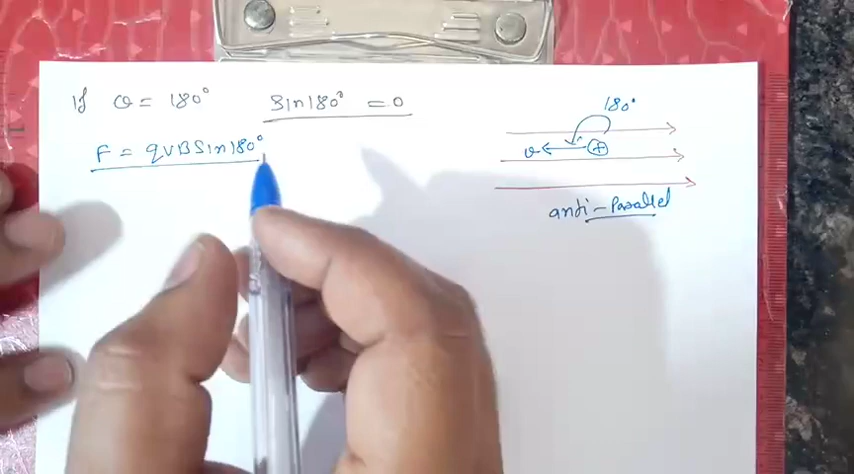 If θ = 180° Sin180° = 0
F = qvBSin180°
180°
v +
anti-Parallel